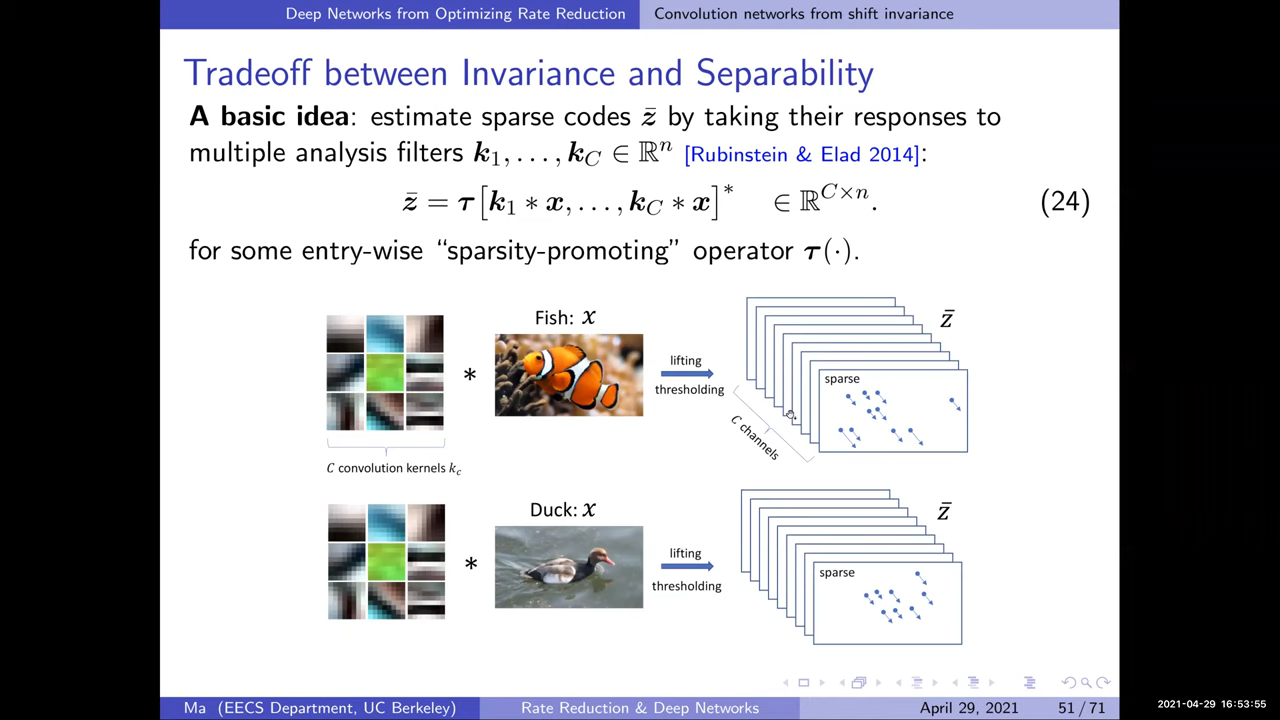 Deep Networks from Optimizing Rate Reduction Convolution networks from shift invariance
Tradeoff between Invariance and Separability
A basic idea: estimate sparse codes z̄ by taking their responses to
multiple analysis filters k₁, . . . , k_C ∈ ℝⁿ [Rubinstein & Elad 2014]:
z̄ = τ[k₁ ∗ x, . . . , k_C ∗ x]* ∈ ℝ^{C×n}. (24)
for some entry-wise “sparsity-promoting” operator τ(·).
Fish: x
z̄
*
lifting
thresholding
sparse
C channels
C convolution kernels k_c
Duck: x
z̄
*
lifting
thresholding
sparse
Ma (EECS Department, UC Berkeley) Rate Reduction & Deep Networks April 29, 2021 51 / 71
2021-04-29 16:53:55